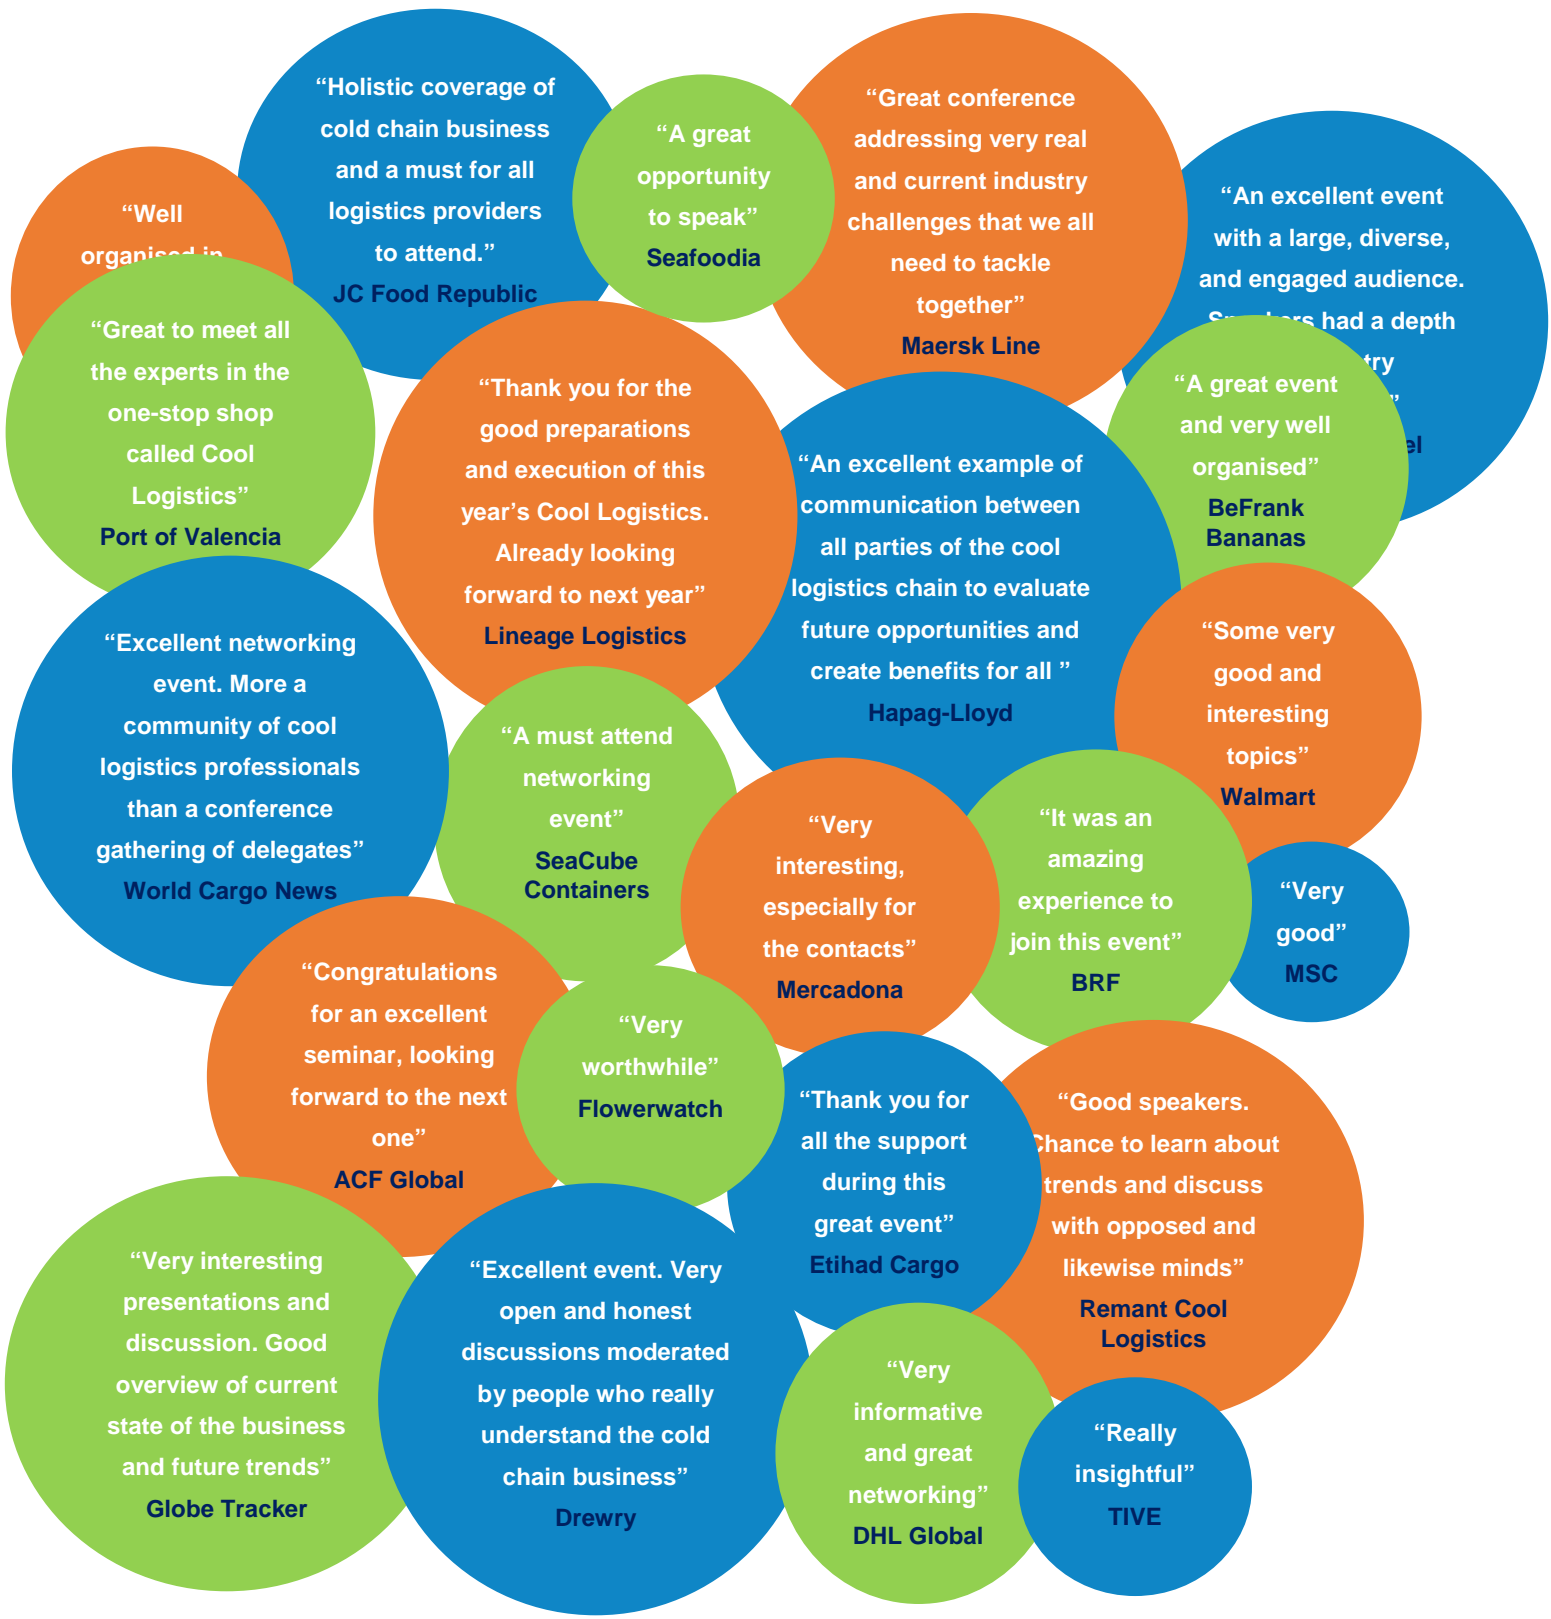 “Holistic coverage of
cold chain business
and a must for all
logistics providers
to attend.”
JC Food Republic
“A great
opportunity
to speak”
Seafoodia
“Great conference
addressing very real
and current industry
challenges that we all
need to tackle
together”
Maersk Line
“An excellent event
with a large, diverse,
and engaged audience.
had a depth
“Well
organised in
“Great to meet all
the experts in the
one-stop shop
called Cool
Logistics”
Port of Valencia
“Thank you for the
good preparations
and execution of this
year’s Cool Logistics.
Already looking
forward to next year”
Lineage Logistics
“An excellent example of
communication between
all parties of the cool
logistics chain to evaluate
future opportunities and
create benefits for all ”
Hapag-Lloyd
“A great event
and very well
organised”
BeFrank
Bananas
“Excellent networking
event. More a
community of cool
logistics professionals
than a conference
gathering of delegates”
World Cargo News
“A must attend
networking
event”
SeaCube
Containers
“Some very
good and
interesting
topics”
Walmart
“Very
interesting,
especially for
the contacts”
Mercadona
“It was an
amazing
experience to
join this event”
BRF
“Very
good”
MSC
“Congratulations
for an excellent
seminar, looking
forward to the next
one”
ACF Global
“Very
worthwhile”
Flowerwatch
“Thank you for
all the support
during this
great event”
Etihad Cargo
“Good speakers.
Chance to learn about
trends and discuss
with opposed and
likewise minds”
Remant Cool
Logistics
“Very interesting
presentations and
discussion. Good
overview of current
state of the business
and future trends”
Globe Tracker
“Excellent event. Very
open and honest
discussions moderated
by people who really
understand the cold
chain business”
Drewry
“Very
informative
and great
networking”
DHL Global
“Really
insightful”
TIVE